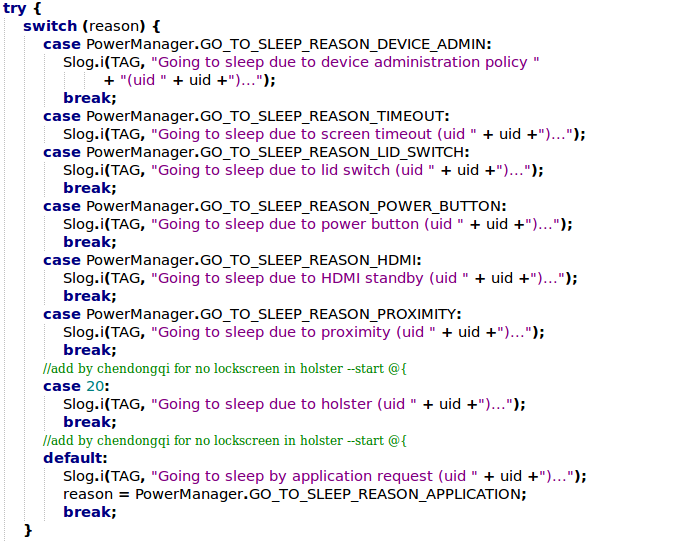 try {
switch (reason) {
case PowerManager.GO_TO_SLEEP_REASON_DEVICE_ADMIN:
Slog.i(TAG, "Going to sleep due to device administration policy "
+ "(uid " + uid +")...");
break;
case PowerManager.GO_TO_SLEEP_REASON_TIMEOUT:
Slog.i(TAG, "Going to sleep due to screen timeout (uid " + uid +")...");
case PowerManager.GO_TO_SLEEP_REASON_LID_SWITCH:
Slog.i(TAG, "Going to sleep due to lid switch (uid " + uid +")...");
break;
case PowerManager.GO_TO_SLEEP_REASON_POWER_BUTTON:
Slog.i(TAG, "Going to sleep due to power button (uid " + uid +")...");
break;
case PowerManager.GO_TO_SLEEP_REASON_HDMI:
Slog.i(TAG, "Going to sleep due to HDMI standby (uid " + uid +")...");
break;
case PowerManager.GO_TO_SLEEP_REASON_PROXIMITY:
Slog.i(TAG, "Going to sleep due to proximity (uid " + uid +")...");
break;
//add by chendongqi for no lockscreen in holster --start @{
case 20:
Slog.i(TAG, "Going to sleep due to holster (uid " + uid +")...");
break;
//add by chendongqi for no lockscreen in holster --start @{
default:
Slog.i(TAG, "Going to sleep by application request (uid " + uid +")...");
reason = PowerManager.GO_TO_SLEEP_REASON_APPLICATION;
break;
}